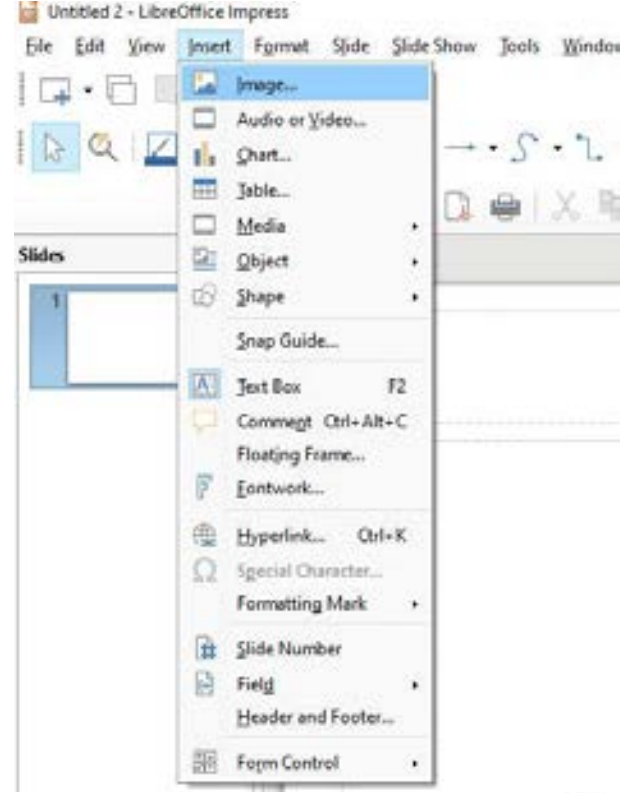 Untitled 2 - LibreOffice Impress
File Edit View Insert Format Slide Slide Show Tools Window
Image...
Audio or Video...
Chart...
Table...
Media
Object
Shape
Snap Guide...
Text Box F2
Comment Ctrl+Alt+C
Floating Frame...
Fontwork...
Hyperlink... Ctrl+K
Special Character...
Formatting Mark
Slide Number
Field
Header and Footer...
Form Control
Slides
1